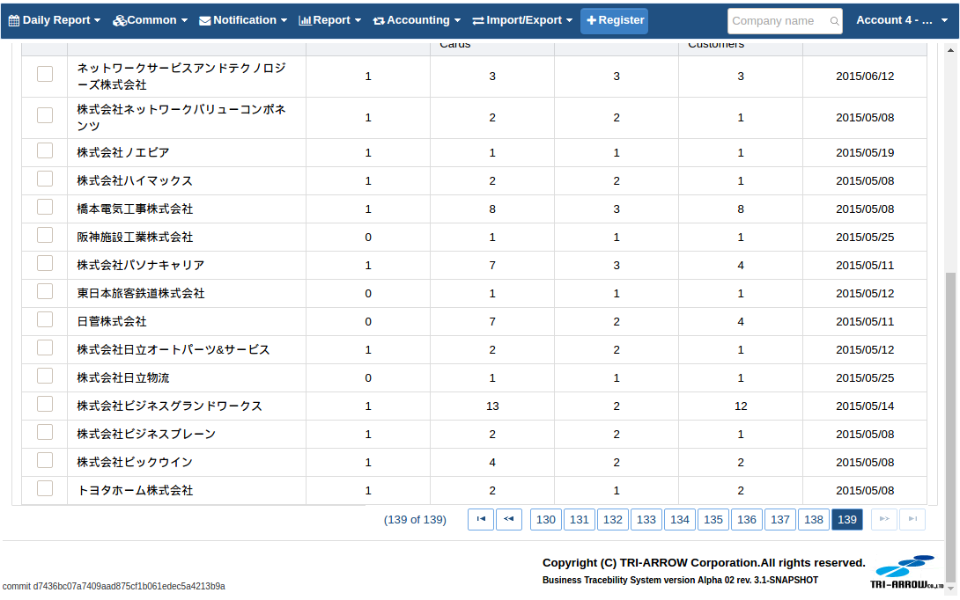 Daily Report Common Notification Report Accounting Import/Export Register Company name Account 4 - ...
Cards Customers
ネットワークサービスアンドテクノロジ
ーズ株式会社 1 3 3 3 2015/06/12
株式会社ネットワークバリューコンポネ
ンツ 1 2 2 1 2015/05/08
株式会社ノエビア 1 1 1 1 2015/05/19
株式会社ハイマックス 1 2 2 1 2015/05/08
橋本電気工事株式会社 1 8 3 8 2015/05/08
阪神施設工業株式会社 0 1 1 1 2015/05/25
株式会社パソナキャリア 1 7 3 4 2015/05/11
東日本旅客鉄道株式会社 0 1 1 1 2015/05/12
日菅株式会社 0 7 2 4 2015/05/11
株式会社日立オートパーツ&サービス 1 2 2 1 2015/05/12
株式会社日立物流 0 1 1 1 2015/05/25
株式会社ビジネスグランドワークス 1 13 2 12 2015/05/14
株式会社ビジネスブレーン 1 2 2 1 2015/05/08
株式会社ビックウイン 1 4 2 2 2015/05/08
トヨタホーム株式会社 1 2 1 2 2015/05/08
(139 of 139) 130 131 132 133 134 135 136 137 138 139
Copyright (C) TRI-ARROW Corporation.All rights reserved.
Business Tracebility System version Alpha 02 rev. 3.1-SNAPSHOT
TRI-ARROW CO.,LTD
commit d7436bc07a7409aad875cf1b061edec5a4213b9a